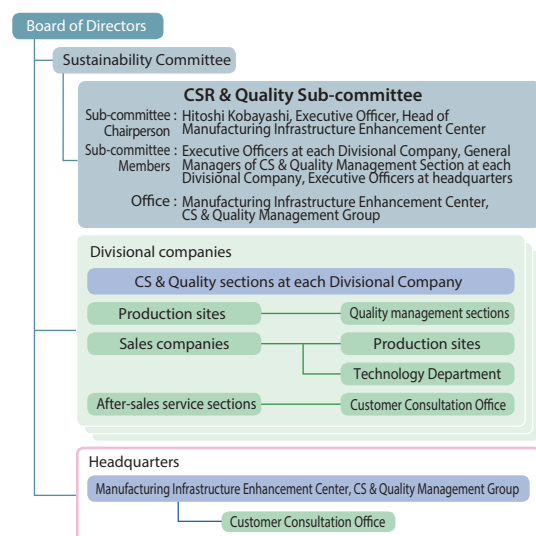 Board of Directors
Sustainability Committee
CSR & Quality Sub-committee
Sub-committee Chairperson : Hitoshi Kobayashi, Executive Officer, Head of
Manufacturing Infrastructure Enhancement Center
Sub-committee Members : Executive Officers at each Divisional Company, General
Managers of CS & Quality Management Section at each
Divisional Company, Executive Officers at headquarters
Office : Manufacturing Infrastructure Enhancement Center,
CS & Quality Management Group
Divisional companies
CS & Quality sections at each Divisional Company
Production sites
Quality management sections
Sales companies
Production sites
Technology Department
After-sales service sections
Customer Consultation Office
Headquarters
Manufacturing Infrastructure Enhancement Center, CS & Quality Management Group
Customer Consultation Office